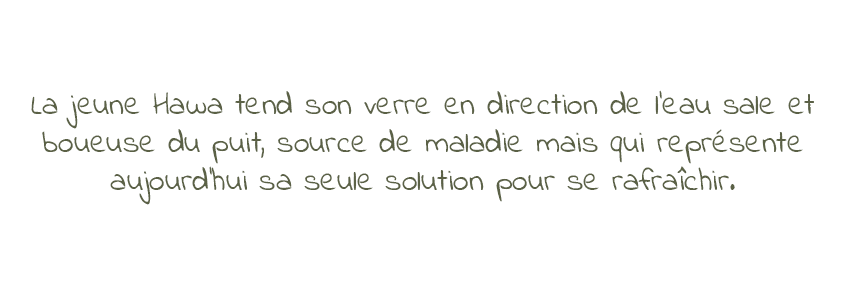 La jeune Hawa tend son verre en direction de l'eau sale et
boueuse du puit, source de maladie mais qui représente
aujourd'hui sa seule solution pour se rafraîchir.